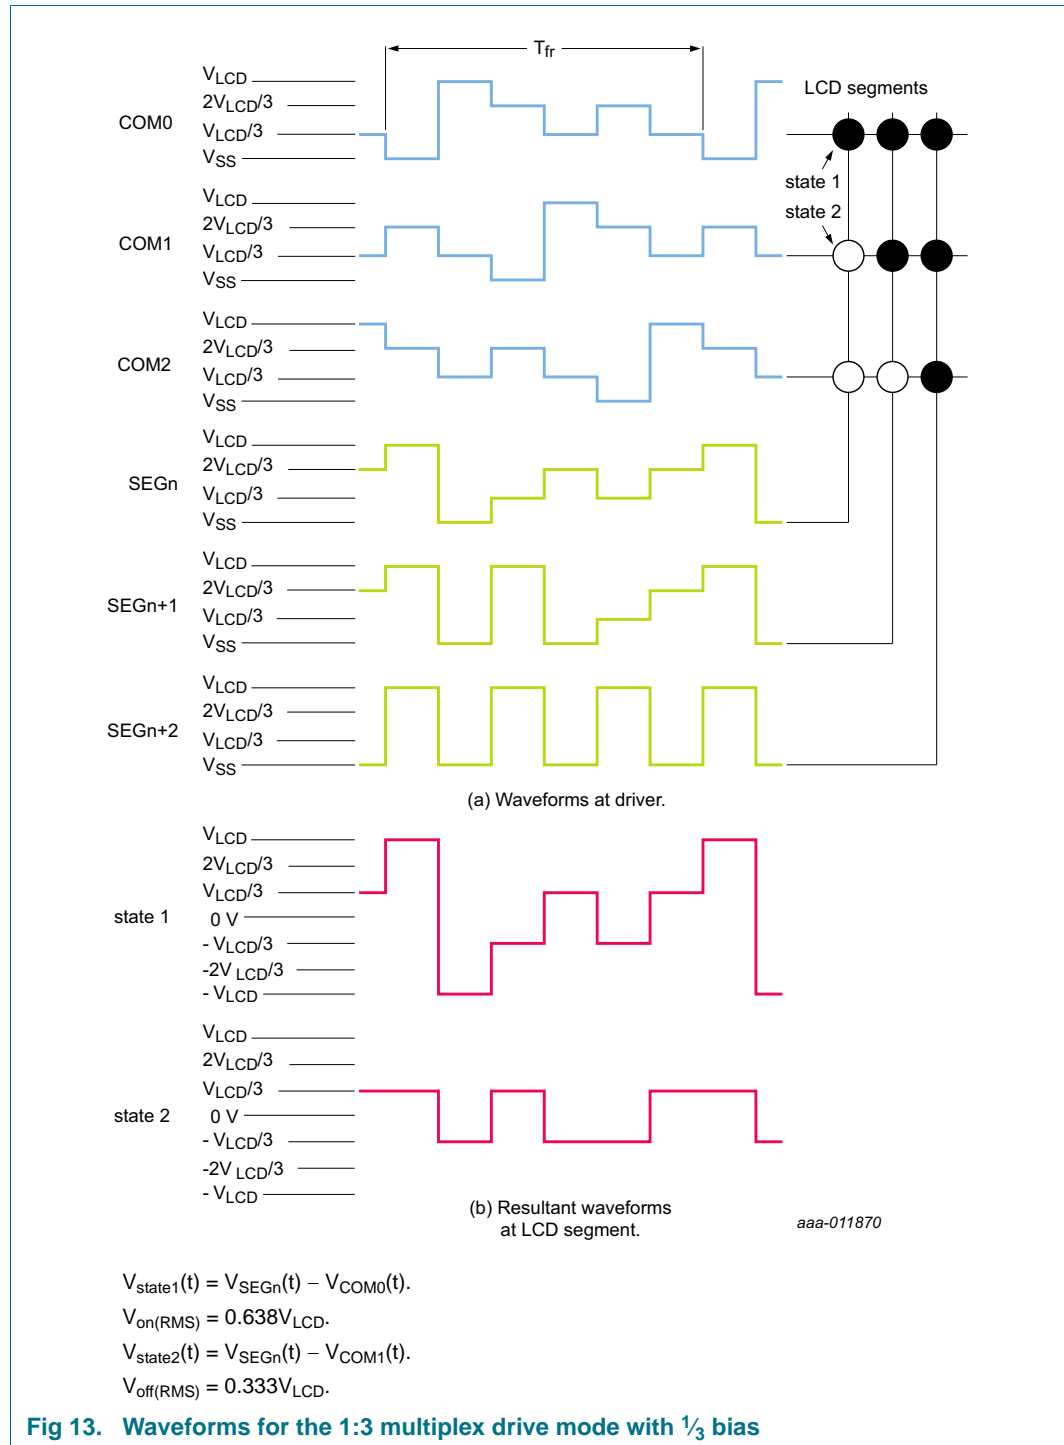 Tfr
VLCD
2VLCD/3
COM0
VLCD/3
VSS
LCD segments
state 1
state 2
VLCD
2VLCD/3
COM1
VLCD/3
VSS
VLCD
2VLCD/3
COM2
VLCD/3
VSS
VLCD
2VLCD/3
SEGn
VLCD/3
VSS
VLCD
2VLCD/3
SEGn+1
VLCD/3
VSS
VLCD
2VLCD/3
SEGn+2
VLCD/3
VSS
(a) Waveforms at driver.
VLCD
2VLCD/3
VLCD/3
state 1
0 V
- VLCD/3
-2V LCD/3
- VLCD
VLCD
2VLCD/3
VLCD/3
state 2
0 V
- VLCD/3
-2V LCD/3
- VLCD
(b) Resultant waveforms
at LCD segment.
aaa-011870
Vstate1(t) = VSEGn(t) − VCOM0(t).
Von(RMS) = 0.638VLCD.
Vstate2(t) = VSEGn(t) − VCOM1(t).
Voff(RMS) = 0.333VLCD.
Fig 13. Waveforms for the 1:3 multiplex drive mode with 1⁄3 bias